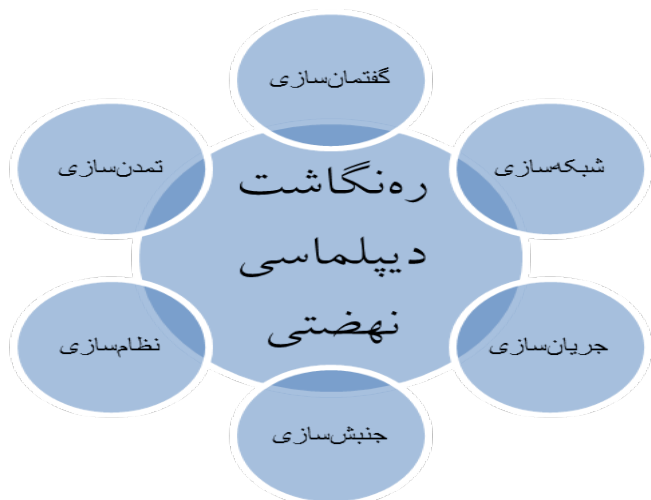 گفتمان‌سازی
شبکه‌سازی
جریان‌سازی
جنبش‌سازی
نظام‌سازی
تمدن‌سازی
ره‌نگاشت
دیپلماسی
نهضتی